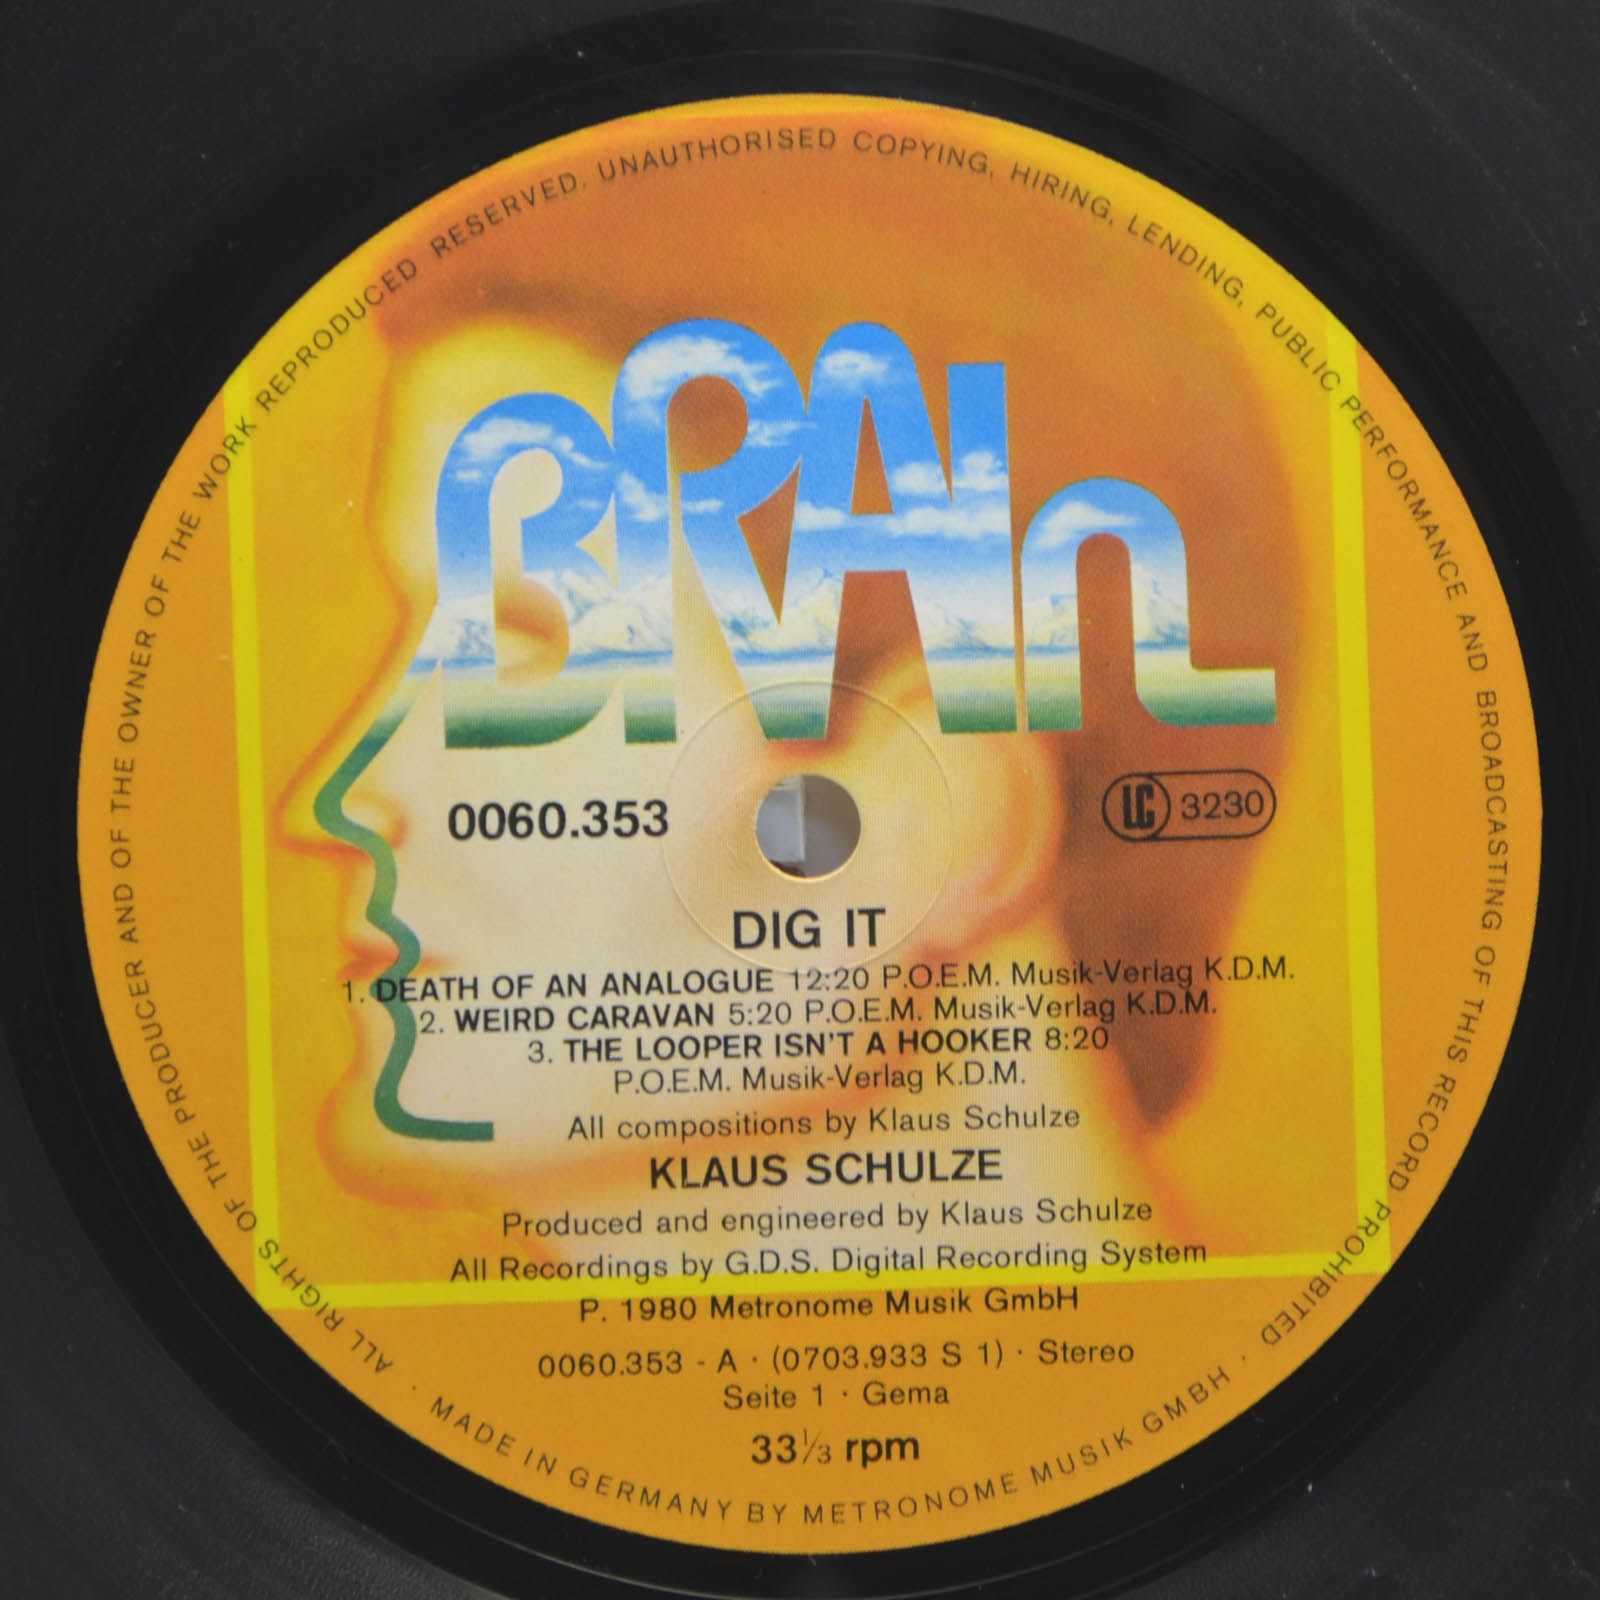 ALL RIGHTS OF THE PRODUCER AND OF THE OWNER OF THE WORK REPRODUCED RESERVED. UNAUTHORISED COPYING, HIRING, LENDING, PUBLIC PERFORMANCE AND BROADCASTING OF THIS RECORD PROHIBITED
BRAIn
0060.353
LC 3230
DIG IT
1. DEATH OF AN ANALOGUE 12:20 P.O.E.M. Musik-Verlag K.D.M.
2. WEIRD CARAVAN 5:20 P.O.E.M. Musik-Verlag K.D.M.
3. THE LOOPER ISN'T A HOOKER 8:20
P.O.E.M. Musik-Verlag K.D.M.
All compositions by Klaus Schulze
KLAUS SCHULZE
Produced and engineered by Klaus Schulze
All Recordings by G.D.S. Digital Recording System
P. 1980 Metronome Musik GmbH
0060.353 - A · (0703.933 S 1) · Stereo
Seite 1 · Gema
33 1/3 rpm
· MADE IN GERMANY BY METRONOME MUSIK GMBH ·